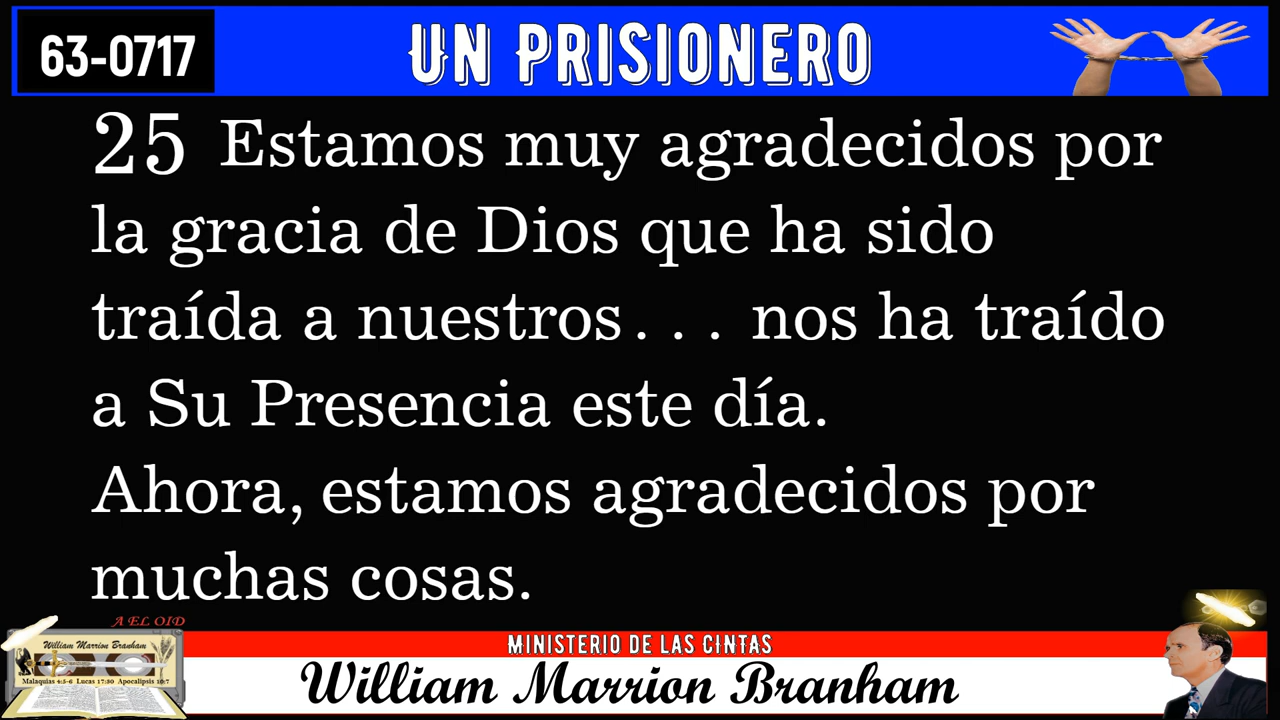 63-0717
UN PRISIONERO
25 Estamos muy agradecidos por
la gracia de Dios que ha sido
traída a nuestros. . . nos ha traído
a Su Presencia este día.
Ahora, estamos agradecidos por
muchas cosas.
A EL OID
William Marrion Branham
Malaquias 4:5-6 Lucas 17:30 Apocalipsis 10:7
MINISTERIO DE LAS CINTAS
William Marrion Branham